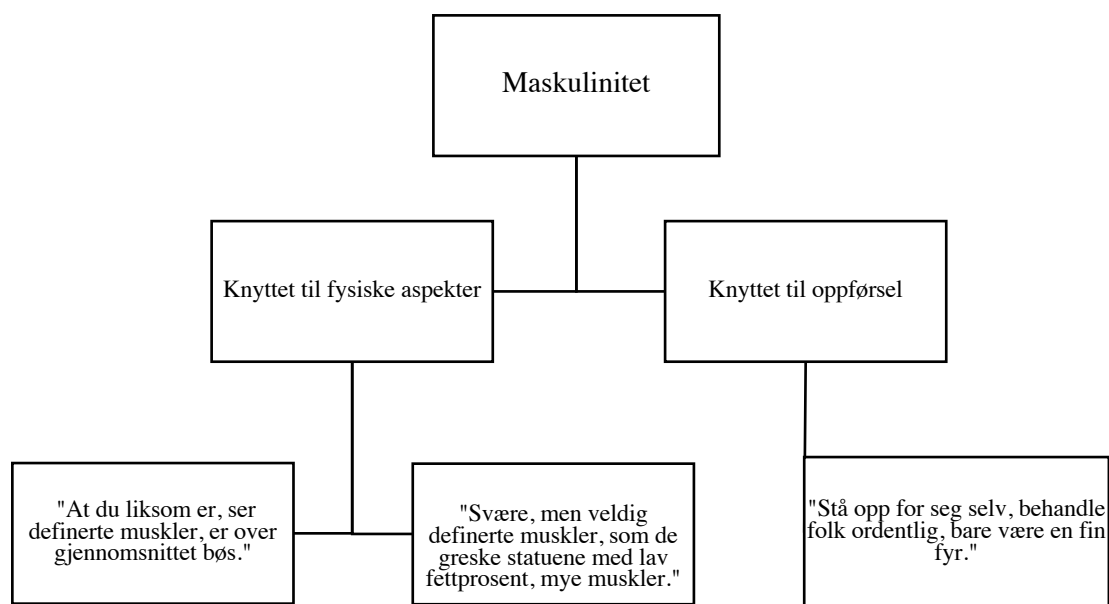 Maskulinitet
Knyttet til fysiske aspekter
Knyttet til oppførsel
"At du liksom er, ser
definerte muskler, er over
gjennomsnittet bøs."
"Svære, men veldig
definerte muskler, som de
greske statuene med lav
fettprosent, mye muskler."
"Stå opp for seg selv, behandle
folk ordentlig, bare være en fin
fyr."